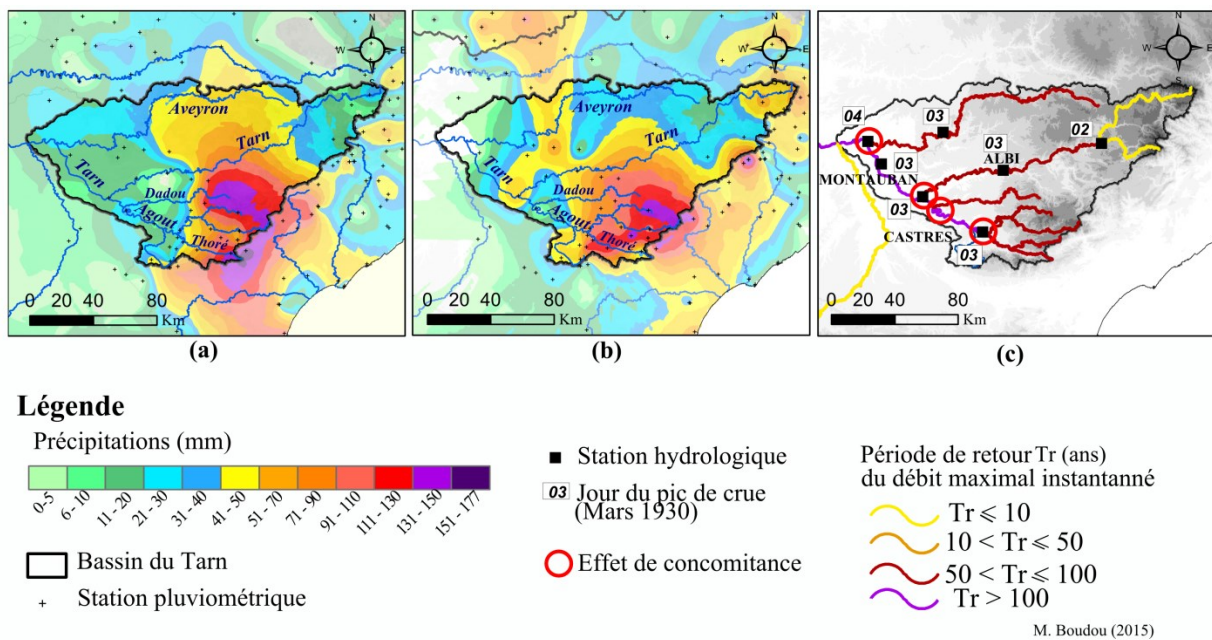 N
W E
S
Aveyron
Tarn
Tarn
Dadou
Agout
Thoré
0 20 40 80
Km
(a)
N
W E
S
Aveyron
Tarn
Tarn
Dadou
Agout
Thoré
0 20 40 80
Km
(b)
N
W E
S
04
03
02
03
03
ALBI
MONTAUBAN
03
CASTRES
03
0 20 40 80
Km
(c)
Légende
Précipitations (mm)
0-5
6-10
11 - 20
21 - 30
31 - 40
41 - 50
51 - 70
71 - 90
91 - 110
111 - 130
131 - 150
151 - 177
Bassin du Tarn
Station pluviométrique
Station hydrologique
03 Jour du pic de crue
(Mars 1930)
Effet de concomitance
Période de retour Tr (ans)
du débit maximal instantanné
Tr ⩽ 10
10 < Tr ⩽ 50
50 < Tr ⩽ 100
Tr > 100
M. Boudou (2015)